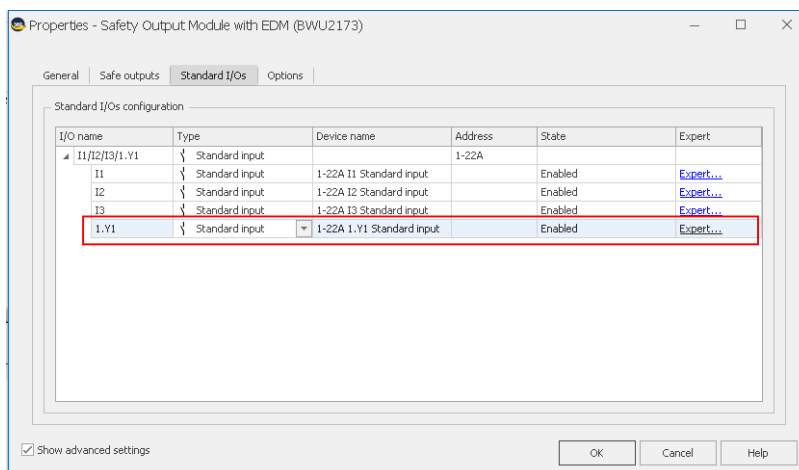 Properties - Safety Output Module with EDM (BWU2173)
General Safe outputs Standard I/Os Options
Standard I/Os configuration
I/O name Type Device name Address State Expert
I1/I2/I3/1.Y1 Standard input 1-22A
I1 Standard input 1-22A I1 Standard input Enabled Expert...
I2 Standard input 1-22A I2 Standard input Enabled Expert...
I3 Standard input 1-22A I3 Standard input Enabled Expert...
1.Y1 Standard input 1-22A 1.Y1 Standard input Enabled Expert...
Show advanced settings
OK Cancel Help